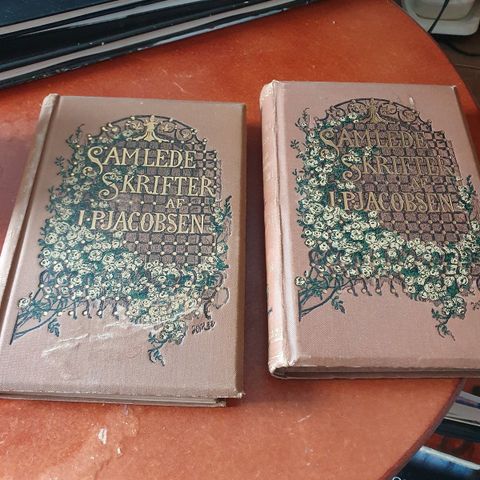 SAMLEDE
SKRIFTER
AF
I·P·JACOBSEN
SAMLEDE
SKRIFTER
AF
I·P·JACOBSEN